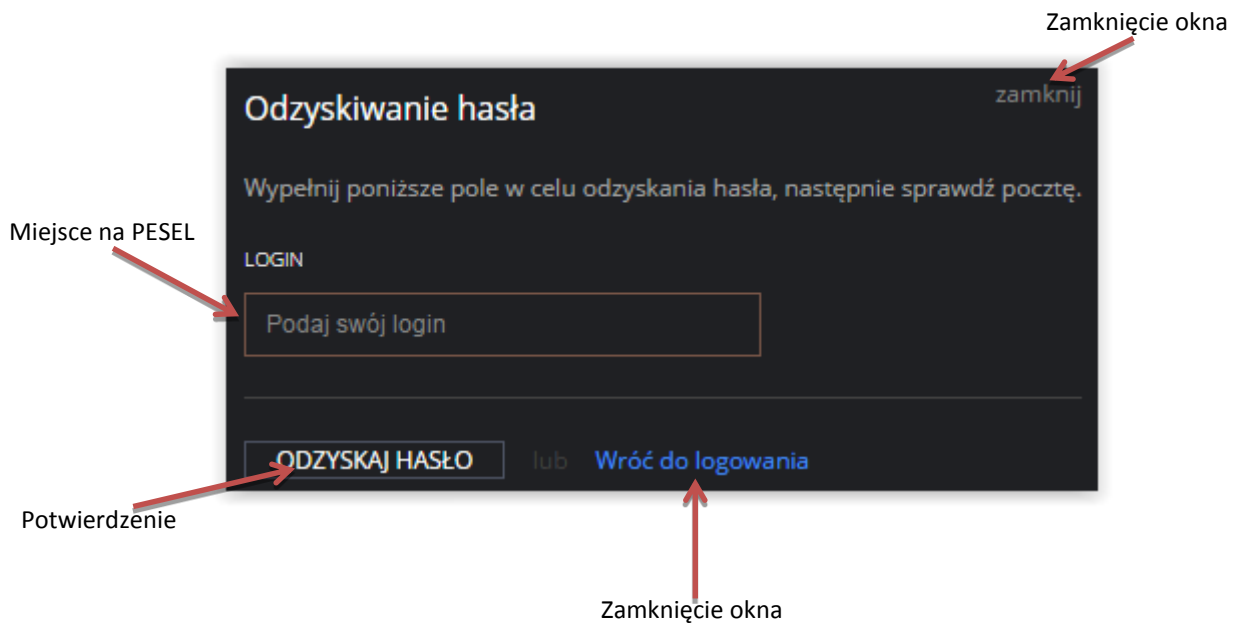 Zamknięcie okna
zamknij
Odzyskiwanie hasła
Wypełnij poniższe pole w celu odzyskania hasła, następnie sprawdź pocztę.
Miejsce na PESEL
LOGIN
Podaj swój login
ODZYSKAJ HASŁO lub Wróć do logowania
Potwierdzenie
Zamknięcie okna